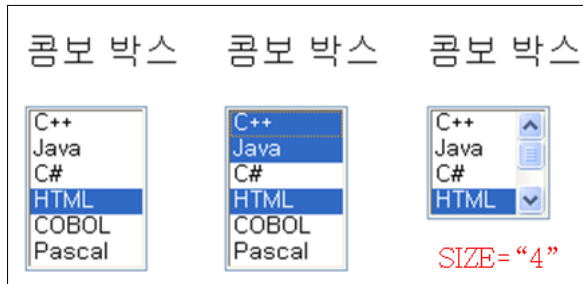 콤보 박스
C++
Java
C#
HTML
COBOL
Pascal
콤보 박스
C++
Java
C#
HTML
COBOL
Pascal
콤보 박스
C++
Java
C#
HTML
SIZE=“4”